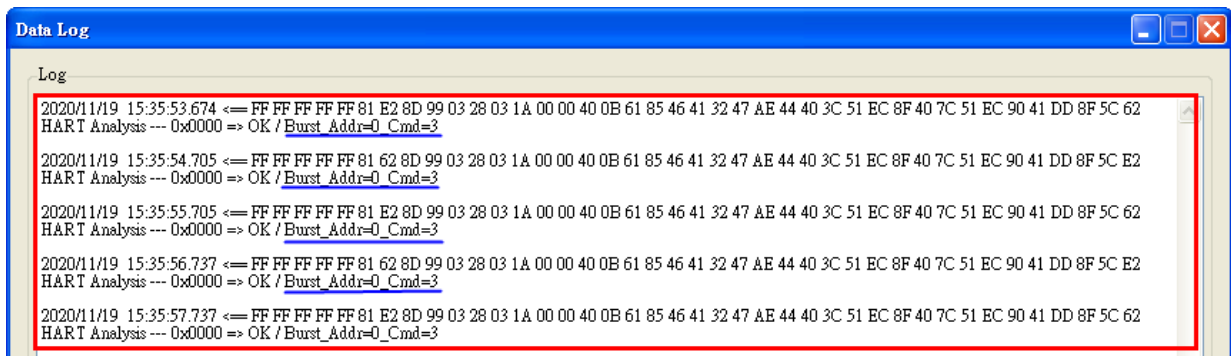 Data Log
Log
2020/11/19 15:35:53.674 <== FF FF FF FF FF 81 E2 8D 99 03 28 03 1A 00 00 40 0B 61 85 46 41 32 47 AE 44 40 3C 51 EC 8F 40 7C 51 EC 90 41 DD 8F 5C 62
HART Analysis --- 0x0000 => OK / Burst_Addr=0_Cmd=3
2020/11/19 15:35:54.705 <== FF FF FF FF FF 81 62 8D 99 03 28 03 1A 00 00 40 0B 61 85 46 41 32 47 AE 44 40 3C 51 EC 8F 40 7C 51 EC 90 41 DD 8F 5C E2
HART Analysis --- 0x0000 => OK / Burst_Addr=0_Cmd=3
2020/11/19 15:35:55.705 <== FF FF FF FF FF 81 E2 8D 99 03 28 03 1A 00 00 40 0B 61 85 46 41 32 47 AE 44 40 3C 51 EC 8F 40 7C 51 EC 90 41 DD 8F 5C 62
HART Analysis --- 0x0000 => OK / Burst_Addr=0_Cmd=3
2020/11/19 15:35:56.737 <== FF FF FF FF FF 81 62 8D 99 03 28 03 1A 00 00 40 0B 61 85 46 41 32 47 AE 44 40 3C 51 EC 8F 40 7C 51 EC 90 41 DD 8F 5C E2
HART Analysis --- 0x0000 => OK / Burst_Addr=0_Cmd=3
2020/11/19 15:35:57.737 <== FF FF FF FF FF 81 E2 8D 99 03 28 03 1A 00 00 40 0B 61 85 46 41 32 47 AE 44 40 3C 51 EC 8F 40 7C 51 EC 90 41 DD 8F 5C 62
HART Analysis --- 0x0000 => OK / Burst_Addr=0_Cmd=3